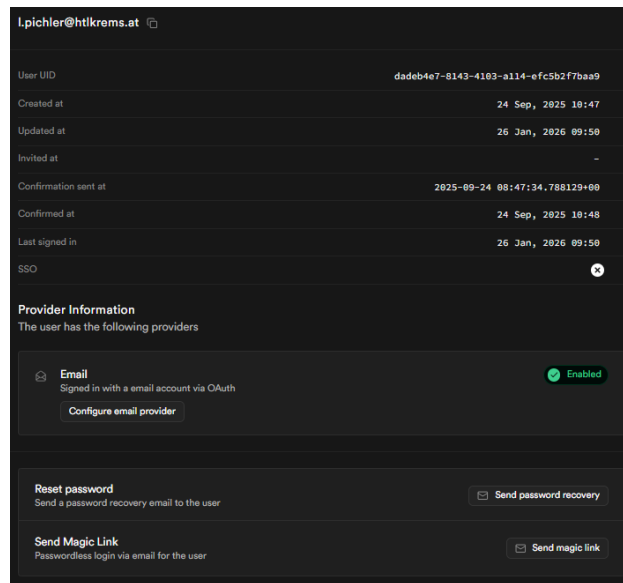 l.pichler@htlkrems.at
User UID dadeb4e7-8143-4103-a114-efc5b2f7baa9
Created at 24 Sep, 2025 10:47
Updated at 26 Jan, 2026 09:50
Invited at -
Confirmation sent at 2025-09-24 08:47:34.788129+00
Confirmed at 24 Sep, 2025 10:48
Last signed in 26 Jan, 2026 09:50
SSO
Provider Information
The user has the following providers
Email
Enabled
Signed in with a email account via OAuth
Configure email provider
Reset password
Send a password recovery email to the user
Send password recovery
Send Magic Link
Passwordless login via email for the user
Send magic link